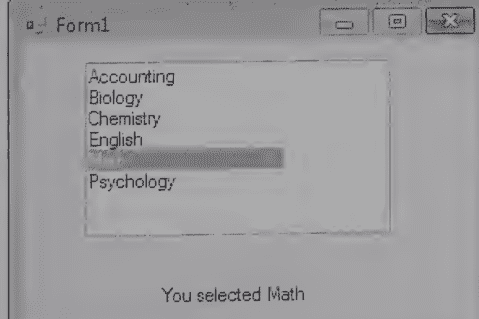 Form1
Accounting
Biology
Chemistry
English
Psychology
You selected Math